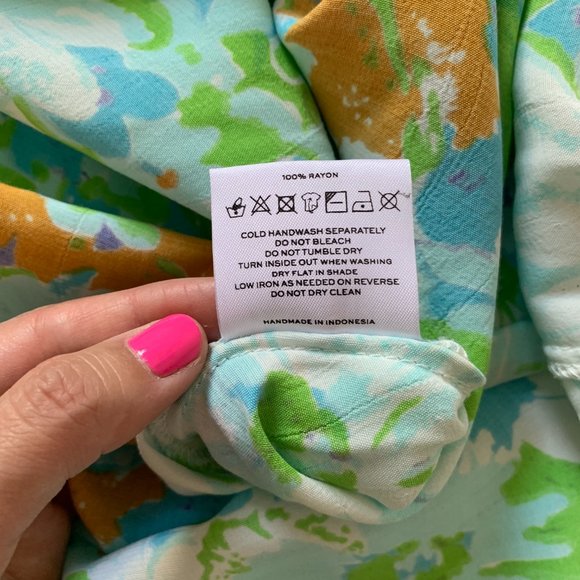 100% RAYON
COLD HANDWASH SEPARATELY
DO NOT BLEACH
DO NOT TUMBLE DRY
TURN INSIDE OUT WHEN WASHING
DRY FLAT IN SHADE
LOW IRON AS NEEDED ON REVERSE
DO NOT DRY CLEAN
HANDMADE IN INDONESIA